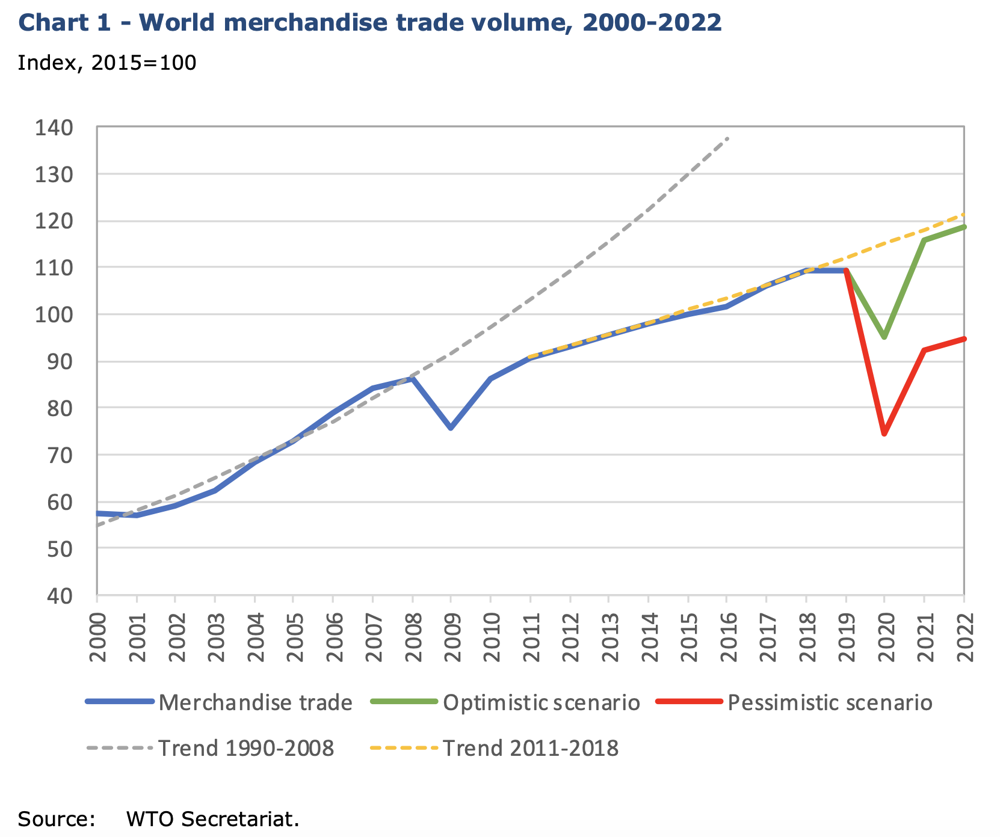 Chart 1 - World merchandise trade volume, 2000-2022
Index, 2015=100
140
130
120
110
100
90
80
70
60
50
40
2000 2001 2002 2003 2004 2005 2006 2007 2008 2009 2010 2011 2012 2013 2014 2015 2016 2017 2018 2019 2020 2021 2022
Merchandise trade Optimistic scenario Pessimistic scenario
Trend 1990-2008 Trend 2011-2018
Source: WTO Secretariat.